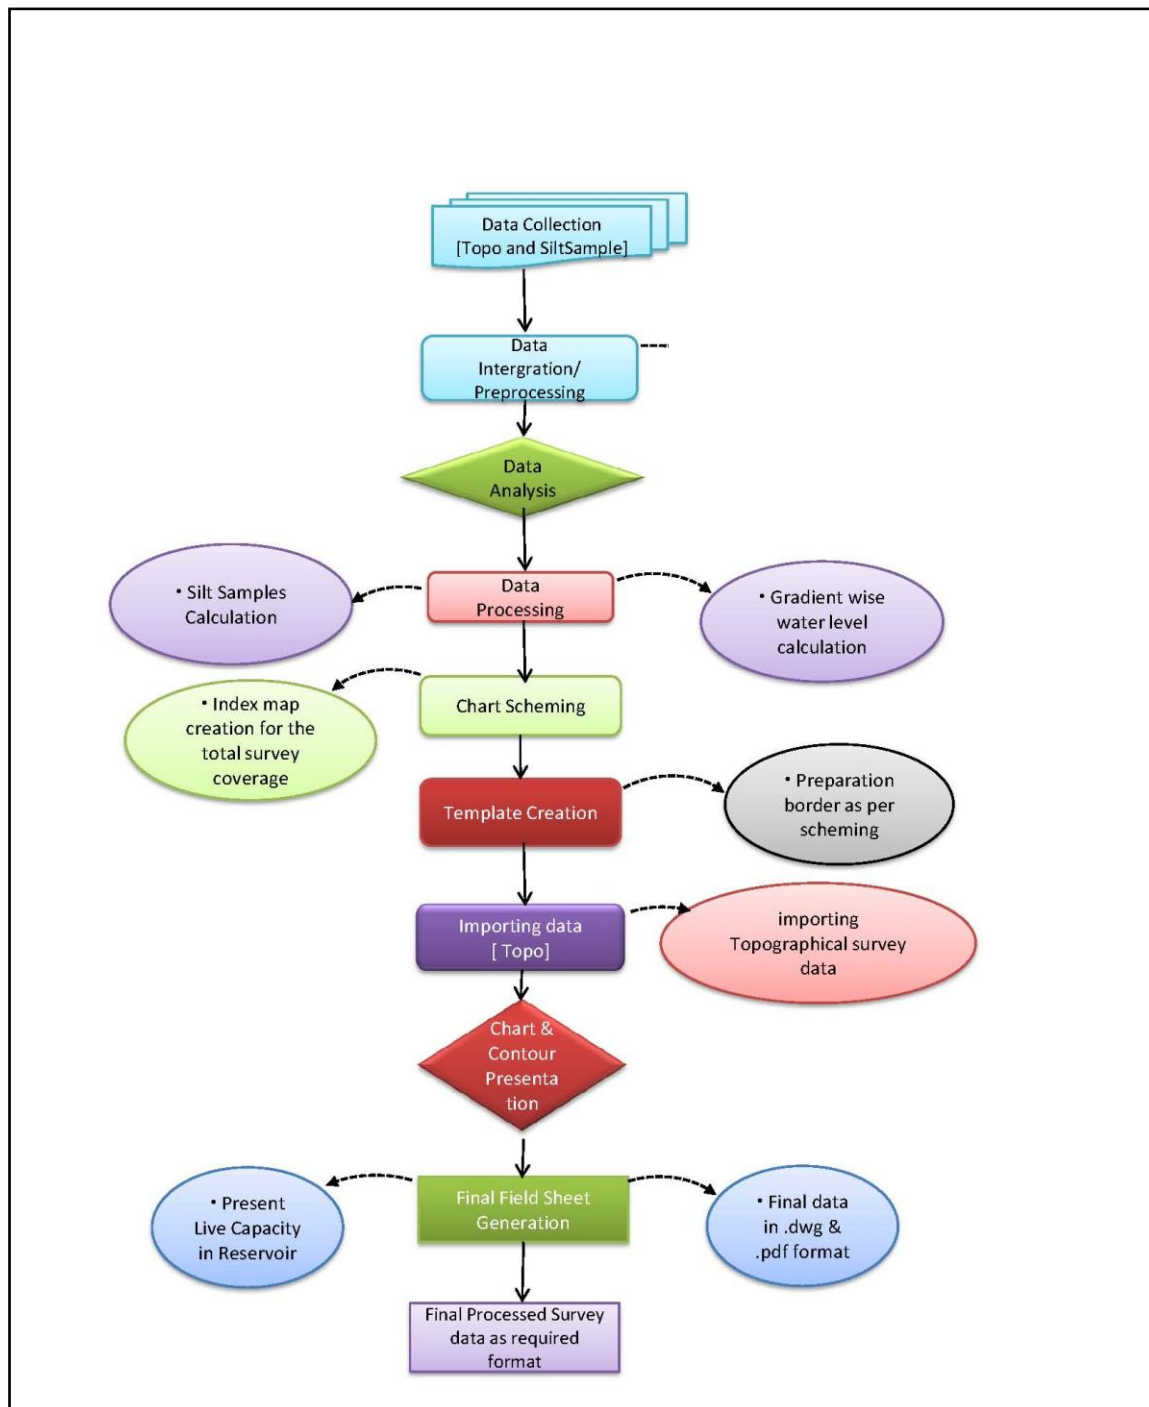 Data Collection
[Topo and SiltSample]
Data
Intergration/
Preprocessing
Data
Analysis
• Silt Samples
Calculation
Data
Processing
• Gradient wise
water level
calculation
• Index map
creation for the
total survey
coverage
Chart Scheming
Template Creation
• Preparation
border as per
scheming
Importing data
[ Topo]
importing
Topographical survey
data
Chart &
Contour
Presenta
tion
• Present
Live Capacity
in Reservoir
Final Field Sheet
Generation
• Final data
in .dwg &
.pdf format
Final Processed Survey
data as required
format